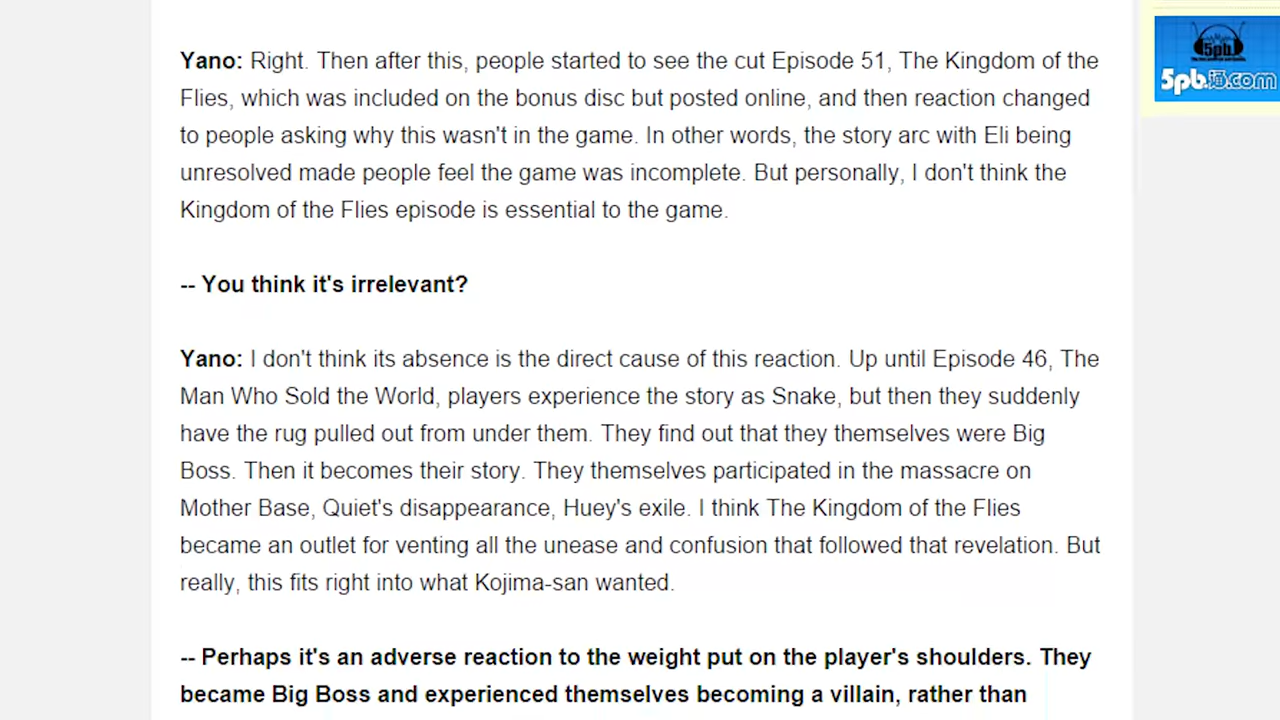 Yano: Right. Then after this, people started to see the cut Episode 51, The Kingdom of the
Flies, which was included on the bonus disc but posted online, and then reaction changed
to people asking why this wasn't in the game. In other words, the story arc with Eli being
unresolved made people feel the game was incomplete. But personally, I don't think the
Kingdom of the Flies episode is essential to the game.
-- You think it's irrelevant?
Yano: I don't think its absence is the direct cause of this reaction. Up until Episode 46, The
Man Who Sold the World, players experience the story as Snake, but then they suddenly
have the rug pulled out from under them. They find out that they themselves were Big
Boss. Then it becomes their story. They themselves participated in the massacre on
Mother Base, Quiet's disappearance, Huey's exile. I think The Kingdom of the Flies
became an outlet for venting all the unease and confusion that followed that revelation. But
really, this fits right into what Kojima-san wanted.
-- Perhaps it's an adverse reaction to the weight put on the player's shoulders. They
became Big Boss and experienced themselves becoming a villain, rather than
5pb.